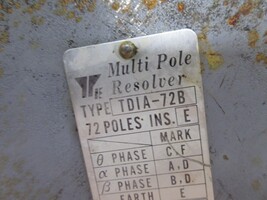 Multi Pole
Resolver
TYPE TDIA-72B
72 POLES INS. E
MARK
θ PHASE C.F
α PHASE A.D
β PHASE B.D
EARTH E